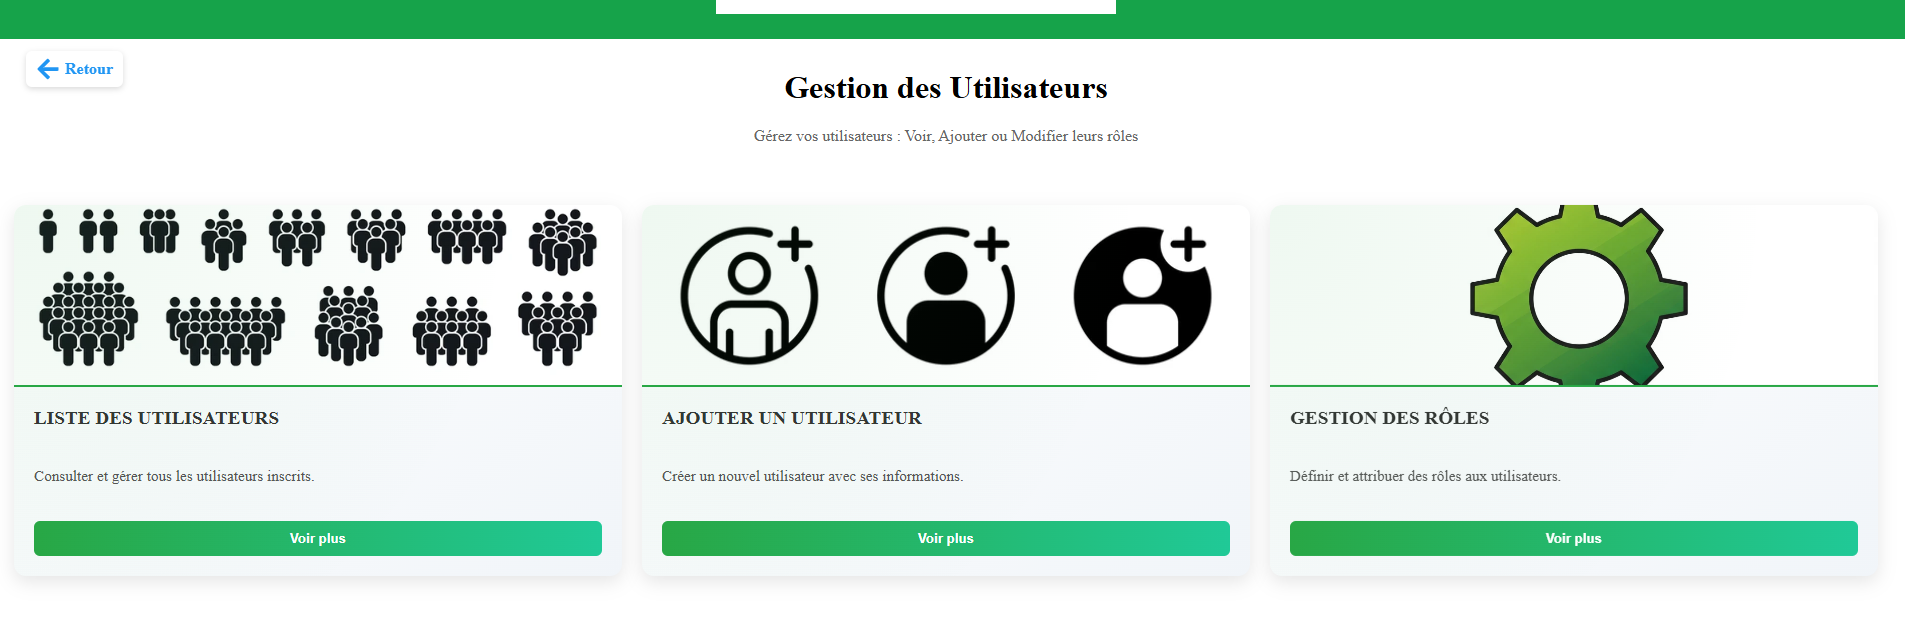 Retour
Gestion des Utilisateurs
Gérez vos utilisateurs : Voir, Ajouter ou Modifier leurs rôles
LISTE DES UTILISATEURS
Consulter et gérer tous les utilisateurs inscrits.
Voir plus
AJOUTER UN UTILISATEUR
Créer un nouvel utilisateur avec ses informations.
Voir plus
GESTION DES RÔLES
Définir et attribuer des rôles aux utilisateurs.
Voir plus